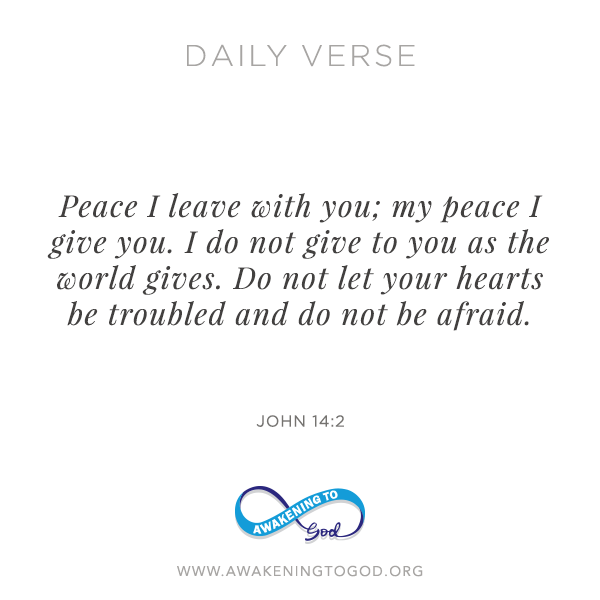 DAILY VERSE
Peace I leave with you; my peace I
give you. I do not give to you as the
world gives. Do not let your hearts
be troubled and do not be afraid.
JOHN 14:2
AWAKENING TO
God
WWW.AWAKENINGTOGOD.ORG